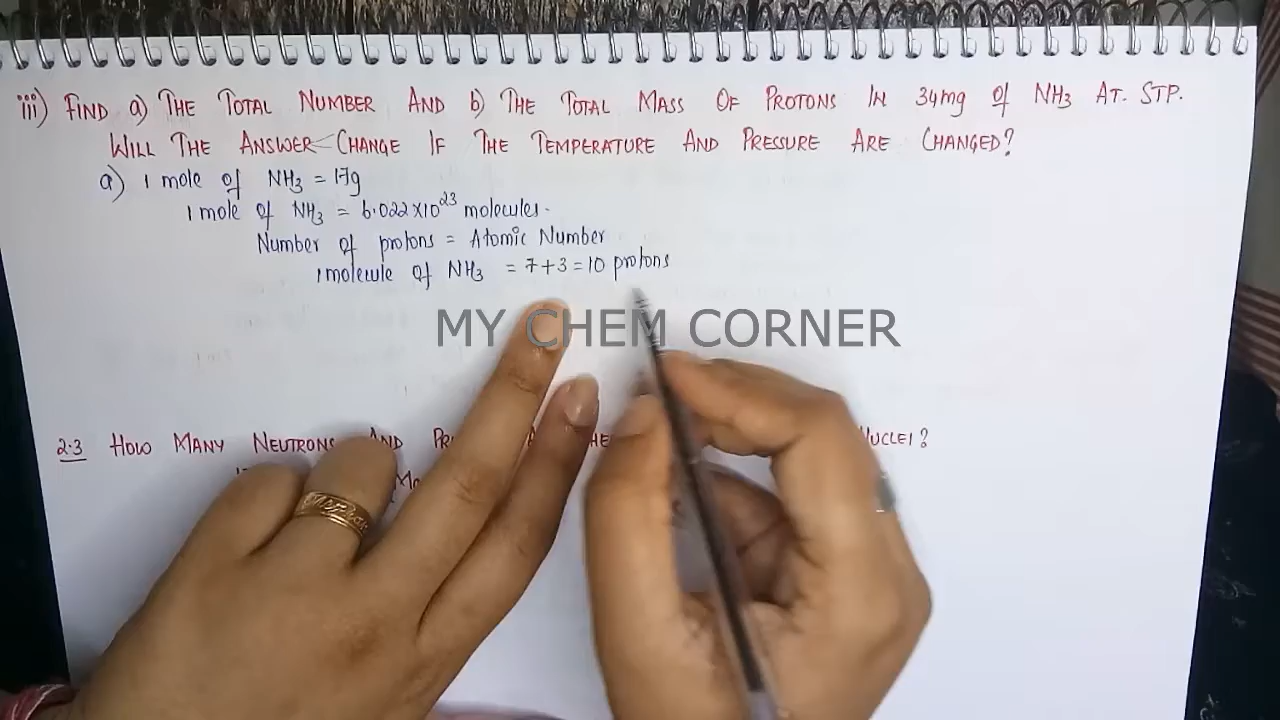 iii) FIND a) THE TOTAL NUMBER AND b) THE TOTAL MASS OF PROTONS IN 34mg of NH3 AT. STP.
WILL THE ANSWER CHANGE IF THE TEMPERATURE AND PRESSURE ARE CHANGED?
a) 1 mole of NH3 = 17g
1 mole of NH3 = 6.022×10^23 molecules.
Number of protons = Atomic Number
1 molecule of NH3 = 7+3 = 10 protons
MY CHEM CORNER
2.3 HOW MANY NEUTRONS AND NUCLEI?